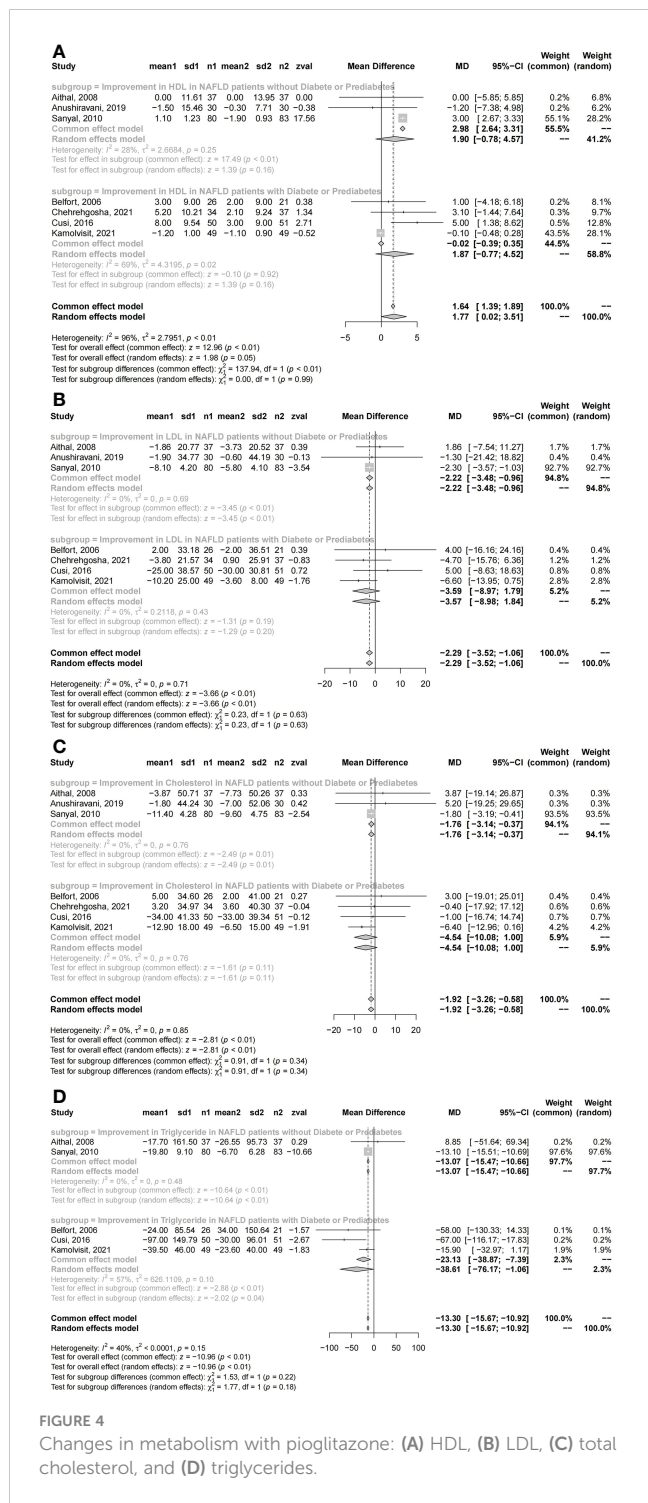 A
Weight Weight
Study mean1 sd1 n1 mean2 sd2 n2 zval Mean Difference MD 95%−CI (common) (random)
subgroup = Improvement in HDL in NAFLD patients without Diabete or Prediabetes
Aithal, 2008 0.00 11.61 37 0.00 13.95 37 0.00 0.00 [−5.85; 5.85] 0.2% 6.8%
Anushiravani, 2019 −1.50 15.46 30 −0.30 7.71 30 −0.38 −1.20 [−7.38; 4.98] 0.2% 6.2%
Sanyal, 2010 1.10 1.23 80 −1.90 0.93 83 17.56 3.00 [ 2.67; 3.33] 55.1% 28.2%
Common effect model 2.98 [ 2.64; 3.31] 55.5% −−
Random effects model 1.90 [−0.78; 4.57] −− 41.2%
Heterogeneity: I² = 28%, τ² = 2.6684, p = 0.25
Test for effect in subgroup (common effect): z = 17.49 (p < 0.01)
Test for effect in subgroup (random effects): z = 1.39 (p = 0.16)
subgroup = Improvement in HDL in NAFLD patients with Diabete or Prediabetes
Belfort, 2006 3.00 9.00 26 2.00 9.00 21 0.38 1.00 [−4.18; 6.18] 0.2% 8.1%
Chehrehgosha, 2021 5.20 10.21 34 2.10 9.24 37 1.34 3.10 [−1.44; 7.64] 0.3% 9.7%
Cusi, 2016 8.00 9.54 50 3.00 9.00 51 2.71 5.00 [ 1.38; 8.62] 0.5% 12.8%
Kamolvisit, 2021 −1.20 1.00 49 −1.10 0.90 49 −0.52 −0.10 [−0.48; 0.28] 43.5% 28.1%
Common effect model −0.02 [−0.39; 0.35] 44.5% −−
Random effects model 1.87 [−0.77; 4.52] −− 58.8%
Heterogeneity: I² = 69%, τ² = 4.3195, p = 0.02
Test for effect in subgroup (common effect): z = −0.10 (p = 0.92)
Test for effect in subgroup (random effects): z = 1.39 (p = 0.16)
Common effect model 1.64 [ 1.39; 1.89] 100.0% −−
Random effects model 1.77 [ 0.02; 3.51] −− 100.0%
Heterogeneity: I² = 96%, τ² = 2.7951, p < 0.01 −5 0 5
Test for overall effect (common effect): z = 12.96 (p < 0.01)
Test for overall effect (random effects): z = 1.98 (p = 0.05)
Test for subgroup differences (common effect): χ²₁ = 137.94, df = 1 (p < 0.01)
Test for subgroup differences (random effects): χ²₁ = 0.00, df = 1 (p = 0.99)
B
Weight Weight
Study mean1 sd1 n1 mean2 sd2 n2 zval Mean Difference MD 95%−CI (common) (random)
subgroup = Improvement in LDL in NAFLD patients without Diabete or Prediabetes
Aithal, 2008 −1.86 20.77 37 −3.73 20.52 37 0.39 1.86 [ −7.54; 11.27] 1.7% 1.7%
Anushiravani, 2019 −1.90 34.77 30 −0.60 44.19 30 −0.13 −1.30 [−21.42; 18.82] 0.4% 0.4%
Sanyal, 2010 −8.10 4.20 80 −5.80 4.10 83 −3.54 −2.30 [ −3.57; −1.03] 92.7% 92.7%
Common effect model −2.22 [ −3.48; −0.96] 94.8% −−
Random effects model −2.22 [ −3.48; −0.96] −− 94.8%
Heterogeneity: I² = 0%, τ² = 0, p = 0.69
Test for effect in subgroup (common effect): z = −3.45 (p < 0.01)
Test for effect in subgroup (random effects): z = −3.45 (p < 0.01)
subgroup = Improvement in LDL in NAFLD patients with Diabete or Prediabetes
Belfort, 2006 2.00 33.18 26 −2.00 36.51 21 0.39 4.00 [−16.16; 24.16] 0.4% 0.4%
Chehrehgosha, 2021 −3.80 21.57 34 0.90 25.91 37 −0.83 −4.70 [−15.76; 6.36] 1.2% 1.2%
Cusi, 2016 −25.00 38.57 50 −30.00 30.81 51 0.72 5.00 [ −8.63; 18.63] 0.8% 0.8%
Kamolvisit, 2021 −10.20 25.00 49 −3.60 8.00 49 −1.76 −6.60 [−13.95; 0.75] 2.8% 2.8%
Common effect model −3.59 [ −8.97; 1.79] 5.2% −−
Random effects model −3.57 [ −8.98; 1.84] −− 5.2%
Heterogeneity: I² = 0%, τ² = 0.2118, p = 0.43
Test for effect in subgroup (common effect): z = −1.31 (p = 0.19)
Test for effect in subgroup (random effects): z = −1.29 (p = 0.20)
Common effect model −2.29 [ −3.52; −1.06] 100.0% −−
Random effects model −2.29 [ −3.52; −1.06] −− 100.0%
Heterogeneity: I² = 0%, τ² = 0, p = 0.71 −20 −10 0 10 20
Test for overall effect (common effect): z = −3.66 (p < 0.01)
Test for overall effect (random effects): z = −3.66 (p < 0.01)
Test for subgroup differences (common effect): χ²₁ = 0.23, df = 1 (p = 0.63)
Test for subgroup differences (random effects): χ²₁ = 0.23, df = 1 (p = 0.63)
C
Weight Weight
Study mean1 sd1 n1 mean2 sd2 n2 zval Mean Difference MD 95%−CI (common) (random)
subgroup = Improvement in Cholesterol in NAFLD patients without Diabete or Prediabetes
Aithal, 2008 −3.87 50.71 37 −7.73 50.26 37 0.33 3.87 [−19.14; 26.87] 0.3% 0.3%
Anushiravani, 2019 −1.80 44.24 30 −7.00 52.06 30 0.42 5.20 [−19.25; 29.65] 0.3% 0.3%
Sanyal, 2010 −11.40 4.28 80 −9.60 4.75 83 −2.54 −1.80 [ −3.19; −0.41] 93.5% 93.5%
Common effect model −1.76 [ −3.14; −0.37] 94.1% −−
Random effects model −1.76 [ −3.14; −0.37] −− 94.1%
Heterogeneity: I² = 0%, τ² = 0, p = 0.76
Test for effect in subgroup (common effect): z = −2.49 (p = 0.01)
Test for effect in subgroup (random effects): z = −2.49 (p = 0.01)
subgroup = Improvement in Cholesterol in NAFLD patients with Diabete or Prediabetes
Belfort, 2006 5.00 34.60 26 2.00 41.00 21 0.27 3.00 [−19.01; 25.01] 0.4% 0.4%
Chehrehgosha, 2021 3.20 34.97 34 3.60 40.30 37 −0.04 −0.40 [−17.92; 17.12] 0.6% 0.6%
Cusi, 2016 −34.00 41.33 50 −33.00 39.34 51 −0.12 −1.00 [−16.74; 14.74] 0.7% 0.7%
Kamolvisit, 2021 −12.90 18.00 49 −6.50 15.00 49 −1.91 −6.40 [−12.96; 0.16] 4.2% 4.2%
Common effect model −4.54 [−10.08; 1.00] 5.9% −−
Random effects model −4.54 [−10.08; 1.00] −− 5.9%
Heterogeneity: I² = 0%, τ² = 0, p = 0.76
Test for effect in subgroup (common effect): z = −1.61 (p = 0.11)
Test for effect in subgroup (random effects): z = −1.61 (p = 0.11)
Common effect model −1.92 [ −3.26; −0.58] 100.0% −−
Random effects model −1.92 [ −3.26; −0.58] −− 100.0%
Heterogeneity: I² = 0%, τ² = 0, p = 0.85 −20 −10 0 10 20
Test for overall effect (common effect): z = −2.81 (p < 0.01)
Test for overall effect (random effects): z = −2.81 (p < 0.01)
Test for subgroup differences (common effect): χ²₁ = 0.91, df = 1 (p = 0.34)
Test for subgroup differences (random effects): χ²₁ = 0.91, df = 1 (p = 0.34)
D
Weight Weight
Study mean1 sd1 n1 mean2 sd2 n2 zval Mean Difference MD 95%−CI (common) (random)
subgroup = Improvement in Triglyceride in NAFLD patients without Diabete or Prediabetes
Aithal, 2008 −17.70 161.50 37 −26.55 95.73 37 0.29 8.85 [ −51.64; 69.34] 0.2% 0.2%
Sanyal, 2010 −19.80 9.10 80 −6.70 6.28 83 −10.66 −13.10 [ −15.51; −10.69] 97.6% 97.6%
Common effect model −13.07 [ −15.47; −10.66] 97.7% −−
Random effects model −13.07 [ −15.47; −10.66] −− 97.7%
Heterogeneity: I² = 0%, τ² = 0, p = 0.48
Test for effect in subgroup (common effect): z = −10.64 (p < 0.01)
Test for effect in subgroup (random effects): z = −10.64 (p < 0.01)
subgroup = Improvement in Triglyceride in NAFLD patients with Diabete or Prediabetes
Belfort, 2006 −24.00 85.54 26 34.00 150.64 21 −1.57 −58.00 [−130.33; 14.33] 0.1% 0.1%
Cusi, 2016 −97.00 149.79 50 −30.00 96.01 51 −2.67 −67.00 [−116.17; −17.83] 0.2% 0.2%
Kamolvisit, 2021 −39.50 46.00 49 −23.60 40.00 49 −1.83 −15.90 [ −32.97; 1.17] 1.9% 1.9%
Common effect model −23.13 [ −38.87; −7.39] 2.3% −−
Random effects model −38.61 [ −76.17; −1.06] −− 2.3%
Heterogeneity: I² = 57%, τ² = 626.1109, p = 0.10
Test for effect in subgroup (common effect): z = −2.88 (p < 0.01)
Test for effect in subgroup (random effects): z = −2.02 (p = 0.04)
Common effect model −13.30 [ −15.67; −10.92] 100.0% −−
Random effects model −13.30 [ −15.67; −10.92] −− 100.0%
Heterogeneity: I² = 40%, τ² < 0.0001, p = 0.15 −100 −50 0 50 100
Test for overall effect (common effect): z = −10.96 (p < 0.01)
Test for overall effect (random effects): z = −10.96 (p < 0.01)
Test for subgroup differences (common effect): χ²₁ = 1.53, df = 1 (p = 0.22)
Test for subgroup differences (random effects): χ²₁ = 1.77, df = 1 (p = 0.18)
FIGURE 4
Changes in metabolism with pioglitazone: (A) HDL, (B) LDL, (C) total
cholesterol, and (D) triglycerides.